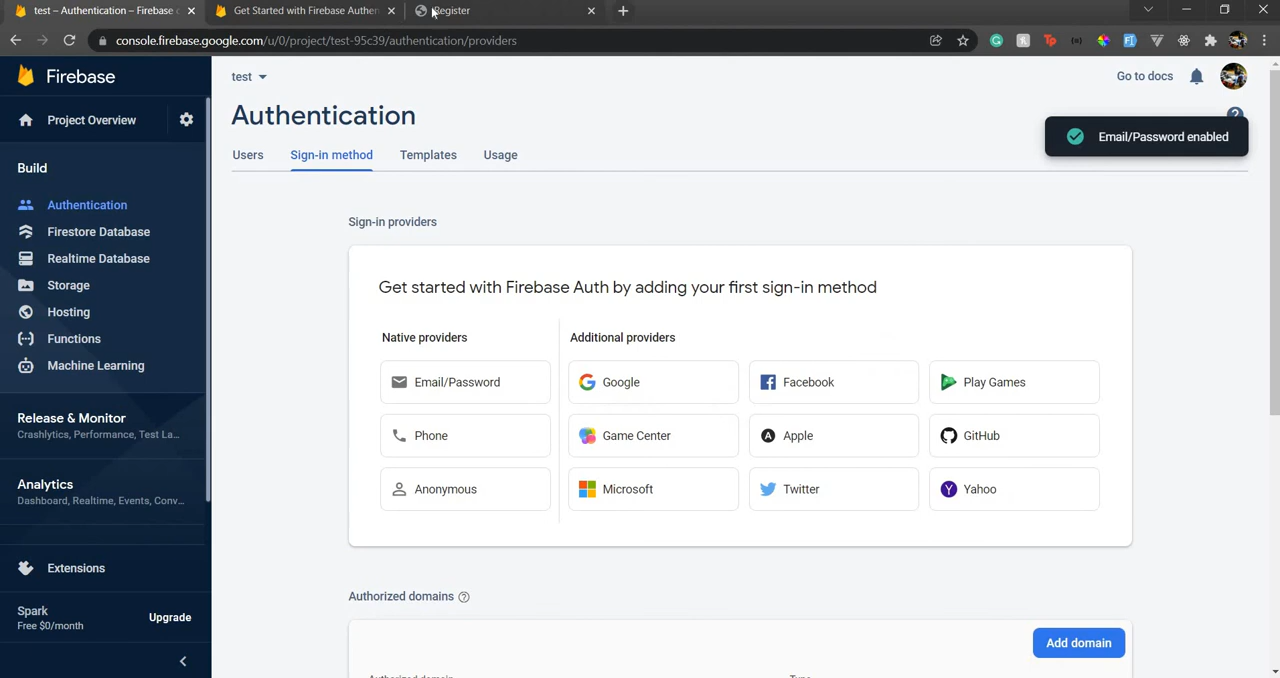 test – Authentication – Firebase c
Get Started with Firebase Authen
Register
console.firebase.google.com/u/0/project/test-95c39/authentication/providers
Firebase
test
Go to docs
Project Overview
Authentication
Email/Password enabled
Users
Sign-in method
Templates
Usage
Build
Authentication
Firestore Database
Realtime Database
Storage
Hosting
Functions
Machine Learning
Release & Monitor
Crashlytics, Performance, Test La...
Analytics
Dashboard, Realtime, Events, Conv...
Extensions
Spark
Free $0/month
Upgrade
Sign-in providers
Get started with Firebase Auth by adding your first sign-in method
Native providers
Additional providers
Email/Password
Google
Facebook
Play Games
Phone
Game Center
Apple
GitHub
Anonymous
Microsoft
Twitter
Yahoo
Authorized domains
Add domain
Authorized domain
Type